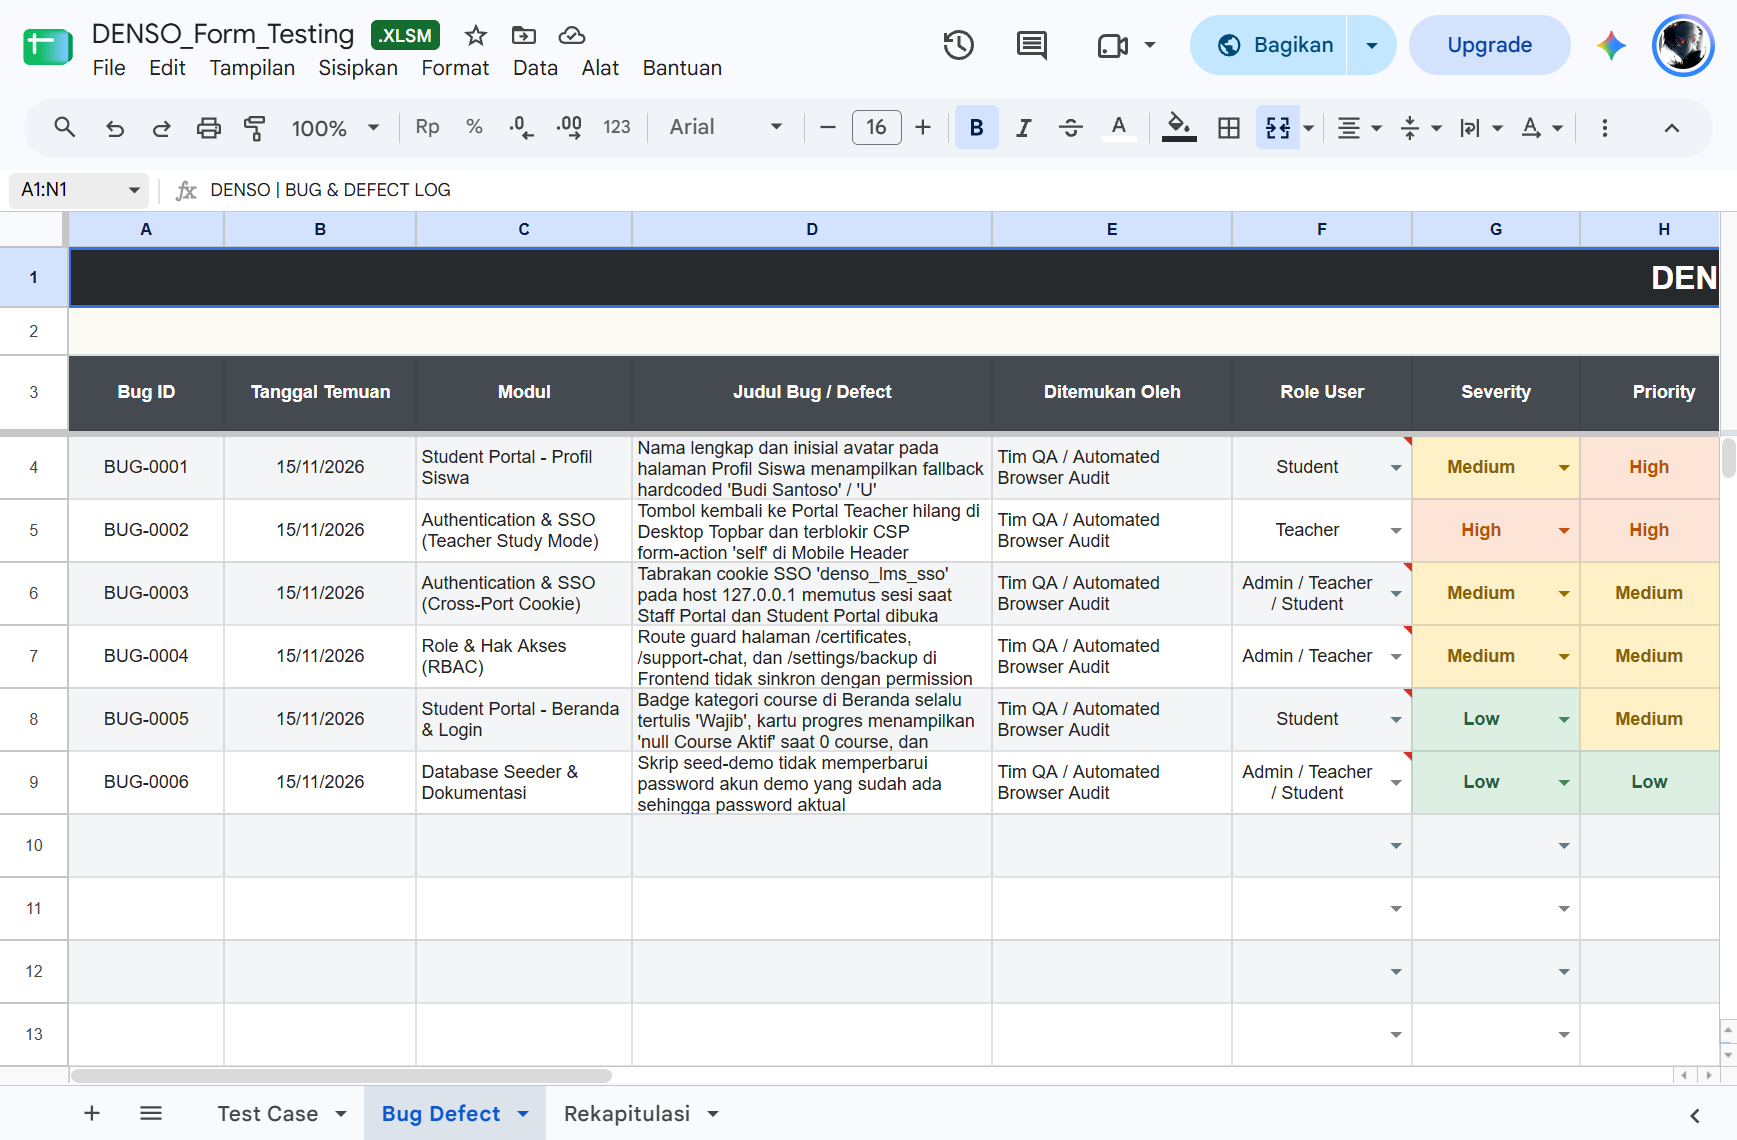 DENSO_Form_Testing .XLSM
File Edit Tampilan Sisipkan Format Data Alat Bantuan
Bagikan
Upgrade
100% Rp % .0 .00 123 Arial 16 B I S A
A1:N1 fx DENSO | BUG & DEFECT LOG
A B C D E F G H
1 DEN
2
3 Bug ID Tanggal Temuan Modul Judul Bug / Defect Ditemukan Oleh Role User Severity Priority
4 BUG-0001 15/11/2026
Student Portal - Profil
Siswa
Nama lengkap dan inisial avatar pada
halaman Profil Siswa menampilkan fallback
hardcoded 'Budi Santoso' / 'U'
Tim QA / Automated
Browser Audit
Student Medium High
5 BUG-0002 15/11/2026
Authentication & SSO
(Teacher Study Mode)
Tombol kembali ke Portal Teacher hilang di
Desktop Topbar dan terblokir CSP
form-action 'self' di Mobile Header
Tim QA / Automated
Browser Audit
Teacher High High
6 BUG-0003 15/11/2026
Authentication & SSO
(Cross-Port Cookie)
Tabrakan cookie SSO 'denso_lms_sso'
pada host 127.0.0.1 memutus sesi saat
Staff Portal dan Student Portal dibuka
Tim QA / Automated
Browser Audit
Admin / Teacher
/ Student
Medium Medium
7 BUG-0004 15/11/2026
Role & Hak Akses
(RBAC)
Route guard halaman /certificates,
/support-chat, dan /settings/backup di
Frontend tidak sinkron dengan permission
Tim QA / Automated
Browser Audit
Admin / Teacher Medium Medium
8 BUG-0005 15/11/2026
Student Portal - Beranda
& Login
Badge kategori course di Beranda selalu
tertulis 'Wajib', kartu progres menampilkan
'null Course Aktif' saat 0 course, dan
Tim QA / Automated
Browser Audit
Student Low Medium
9 BUG-0006 15/11/2026
Database Seeder &
Dokumentasi
Skrip seed-demo tidak memperbarui
password akun demo yang sudah ada
sehingga password aktual
Tim QA / Automated
Browser Audit
Admin / Teacher
/ Student
Low Low
10
11
12
13
Test Case Bug Defect Rekapitulasi